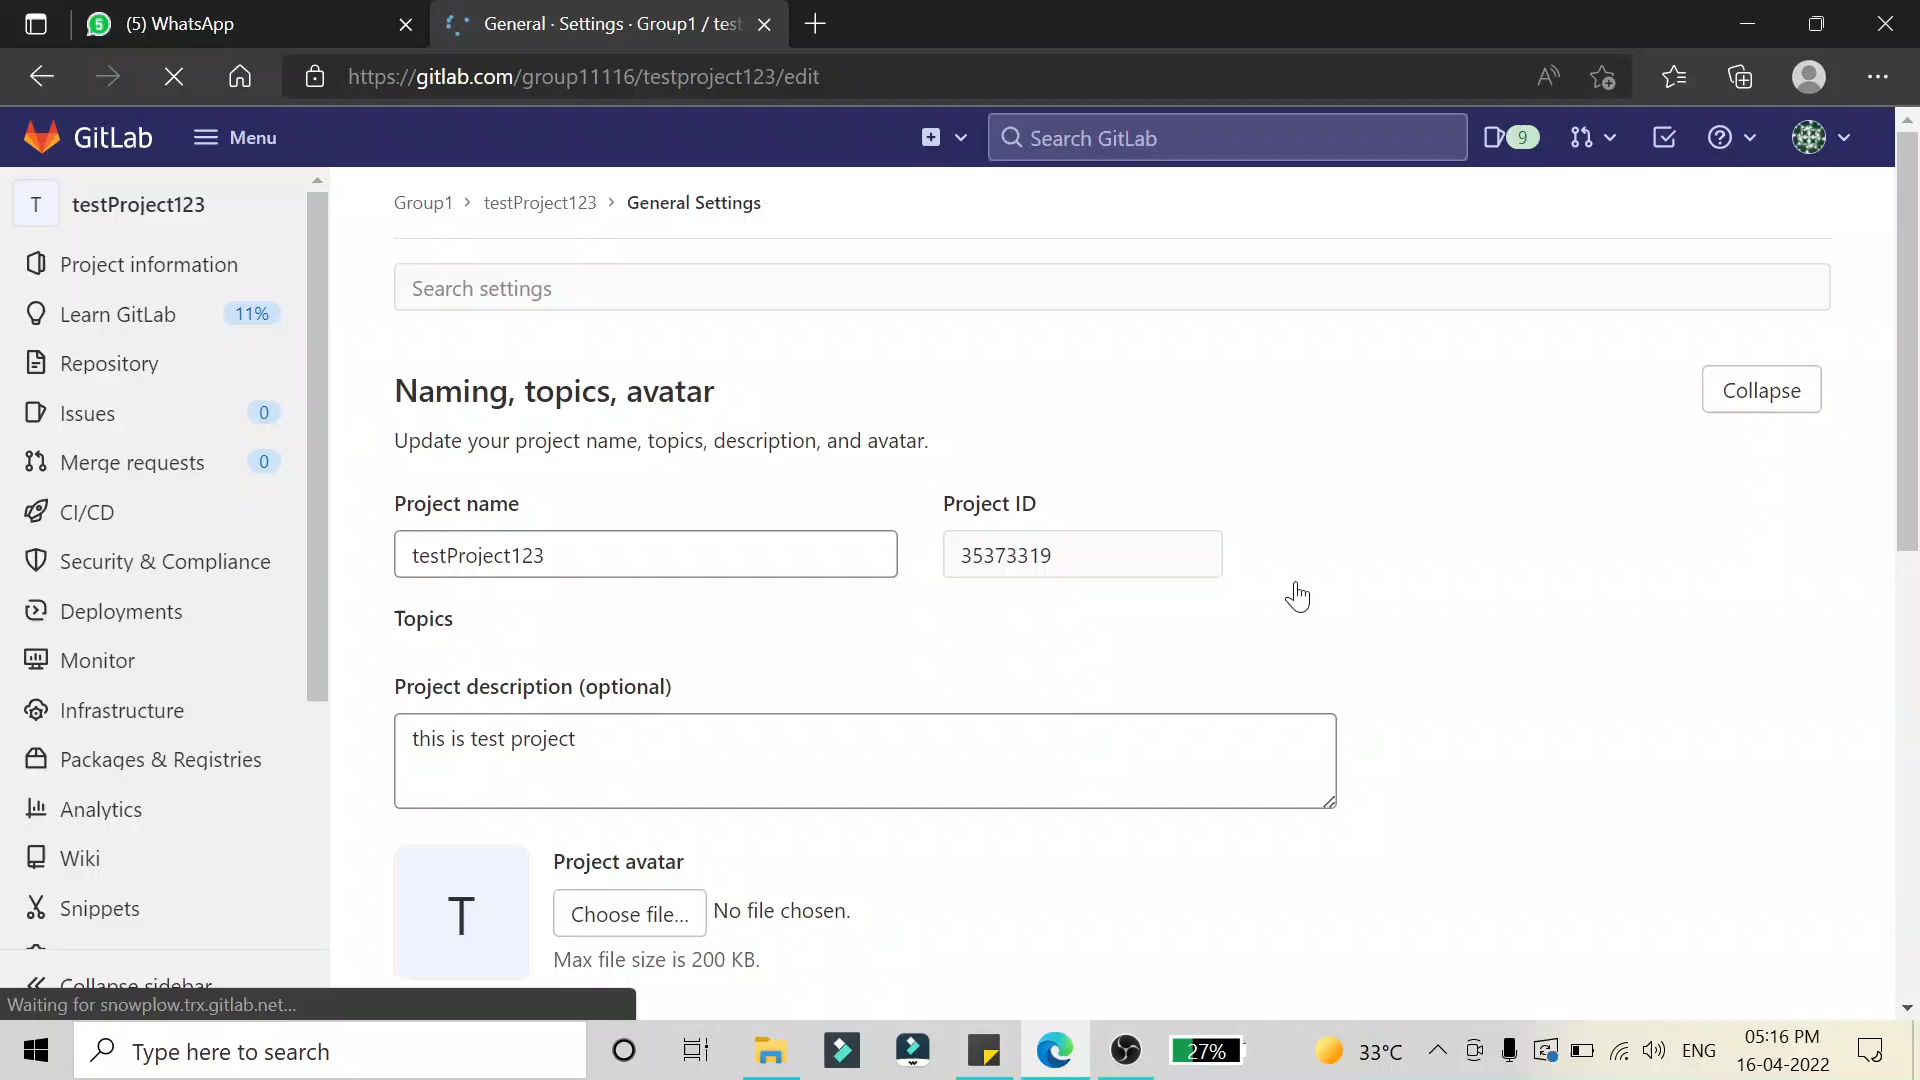 (5) WhatsApp
General · Settings · Group1 / test
https://gitlab.com/group11116/testproject123/edit
GitLab
Menu
Search GitLab
9
T
testProject123
Project information
Learn GitLab
11%
Repository
Issues
0
Merge requests
0
CI/CD
Security & Compliance
Deployments
Monitor
Infrastructure
Packages & Registries
Analytics
Wiki
Snippets
Collapse sidebar
Waiting for snowplow.trx.gitlab.net...
Group1 > testProject123 > General Settings
Search settings
Naming, topics, avatar
Collapse
Update your project name, topics, description, and avatar.
Project name
Project ID
testProject123
35373319
Topics
Project description (optional)
this is test project
T
Project avatar
Choose file...
No file chosen.
Max file size is 200 KB.
Type here to search
27%
33°C
ENG
05:16 PM
16-04-2022